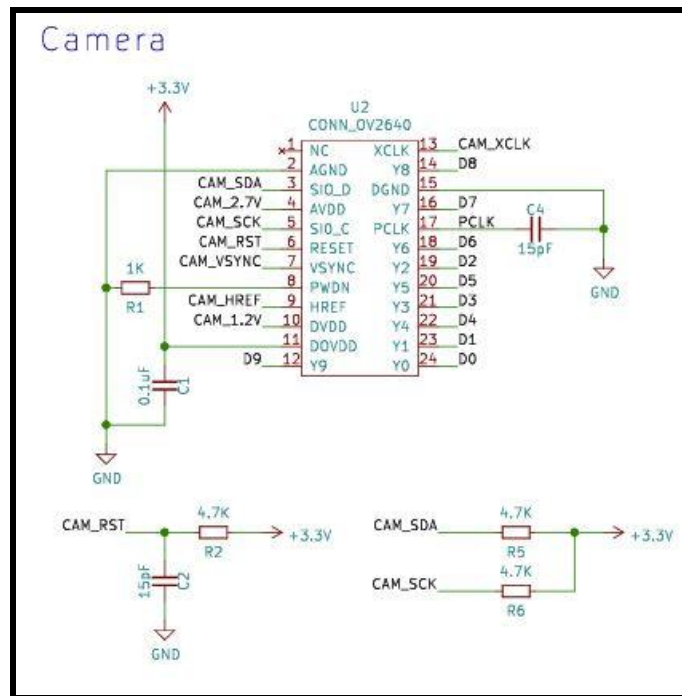 Camera
+3.3V
U2
CONN_OV2640
1 NC XCLK 13 CAM_XCLK
2 AGND Y8 14 D8
CAM_SDA 3 SIO_D DGND 15
CAM_2.7V 4 AVDD Y7 16 D7
CAM_SCK 5 SIO_C PCLK 17 PCLK
C4
15pF
CAM_RST 6 RESET Y6 18 D6
CAM_VSYNC 7 VSYNC Y2 19 D2
1K
R1
8 PWDN Y5 20 D5
GND
CAM_HREF 9 HREF Y3 21 D3
CAM_1.2V 10 DVDD Y4 22 D4
11 DOVDD Y1 23 D1
D9 12 Y9 Y0 24 D0
0.1uF
C1
GND
CAM_RST
4.7K
R2
+3.3V
15pF
C2
GND
CAM_SDA
4.7K
R5
+3.3V
CAM_SCK
4.7K
R6